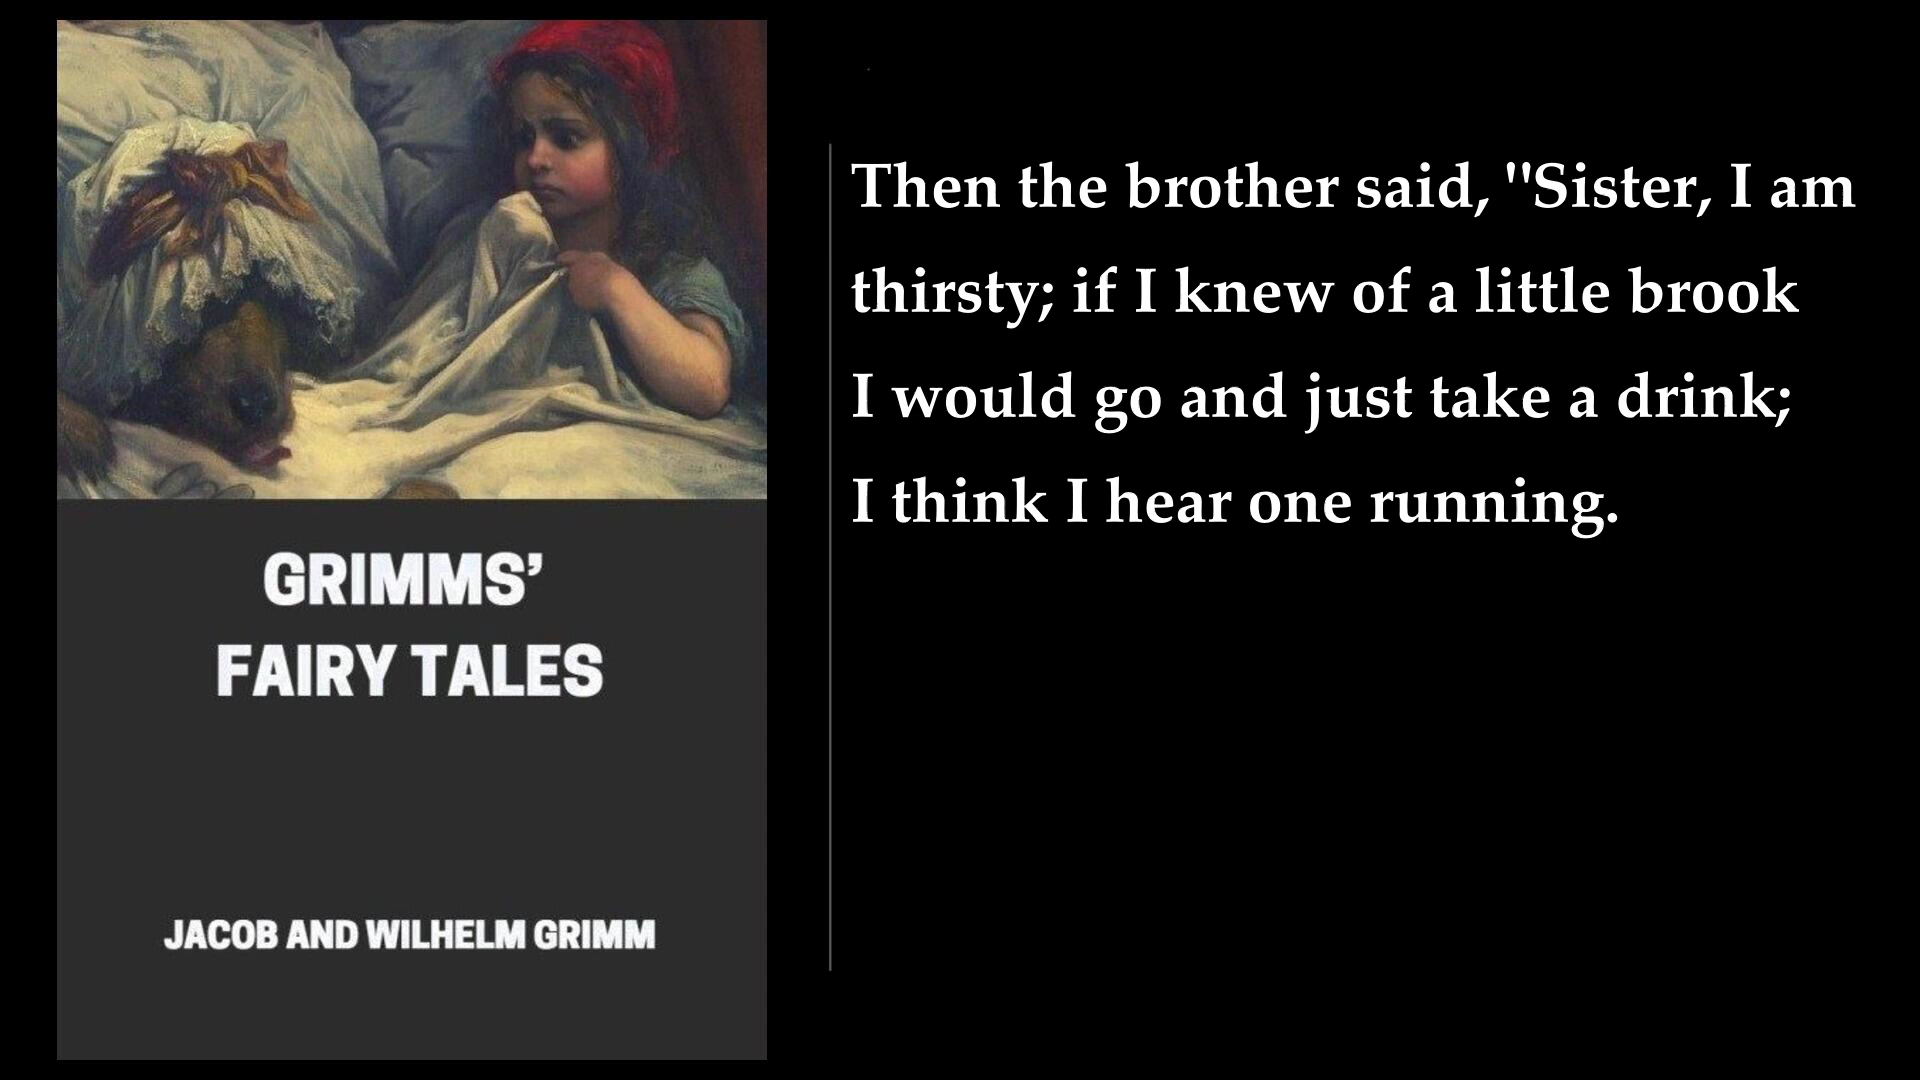 GRIMMS’
FAIRY TALES
JACOB AND WILHELM GRIMM
Then the brother said, "Sister, I am
thirsty; if I knew of a little brook
I would go and just take a drink;
I think I hear one running.